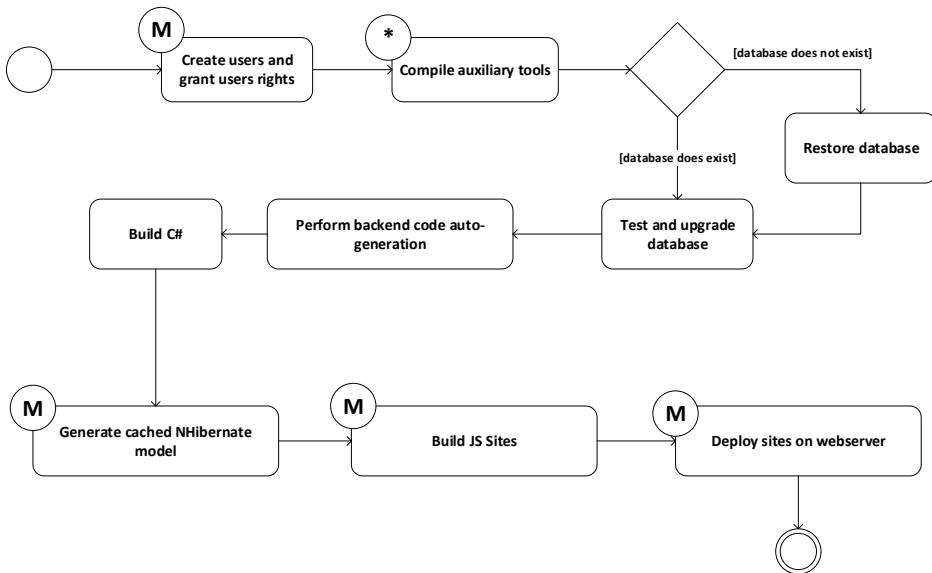 M
Create users and
grant users rights
*
Compile auxiliary tools
[database does not exist]
Restore database
[database does exist]
Test and upgrade
database
Perform backend code auto-
generation
Build C#
M
Generate cached NHibernate
model
M
Build JS Sites
M
Deploy sites on webserver